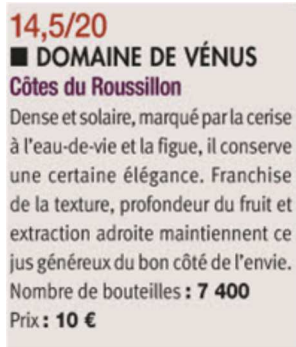 14,5/20
■ DOMAINE DE VÉNUS
Côtes du Roussillon
Dense et solaire, marqué par la cerise
à l'eau-de-vie et la figue, il conserve
une certaine élégance. Franchise
de la texture, profondeur du fruit et
extraction adroite maintiennent ce
jus généreux du bon côté de l'envie.
Nombre de bouteilles : 7 400
Prix : 10 €